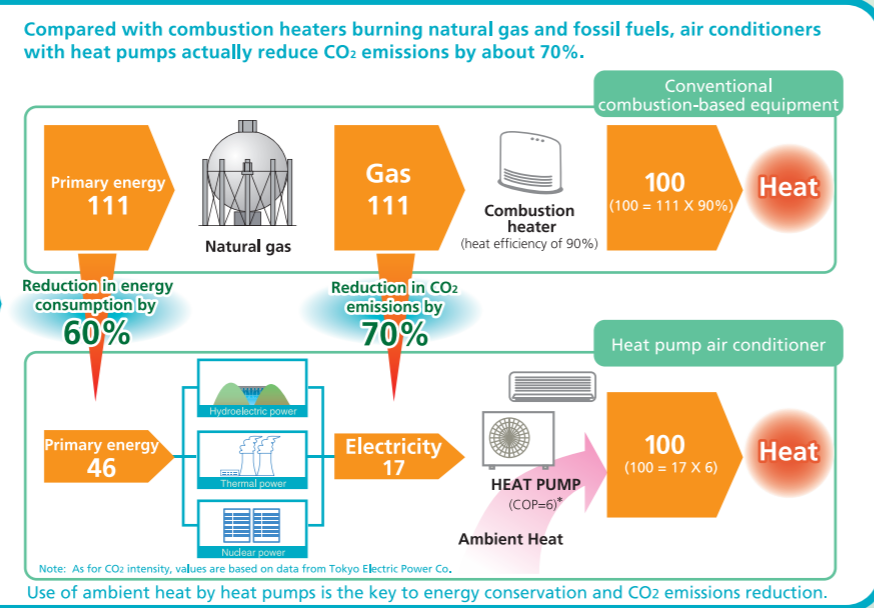 Compared with combustion heaters burning natural gas and fossil fuels, air conditioners
with heat pumps actually reduce CO₂ emissions by about 70%.
Conventional
combustion-based equipment
Primary energy
111
Natural gas
Gas
111
Combustion
heater
(heat efficiency of 90%)
100
(100 = 111 X 90%)
Heat
Reduction in energy
consumption by
60%
Reduction in CO₂
emissions by
70%
Heat pump air conditioner
Primary energy
46
Hydroelectric power
Thermal power
Nuclear power
Electricity
17
HEAT PUMP
(COP=6)*
Ambient Heat
100
(100 = 17 X 6)
Heat
Note: As for CO₂ intensity, values are based on data from Tokyo Electric Power Co.
Use of ambient heat by heat pumps is the key to energy conservation and CO₂ emissions reduction.